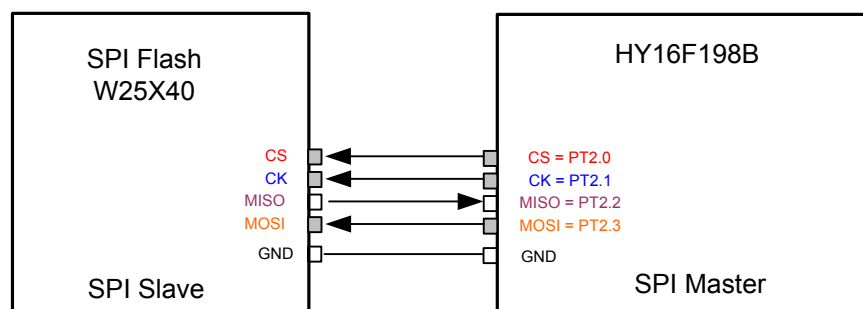 SPI Flash
W25X40
CS
CK
MISO
MOSI
GND
SPI Slave
HY16F198B
CS = PT2.0
CK = PT2.1
MISO = PT2.2
MOSI = PT2.3
GND
SPI Master